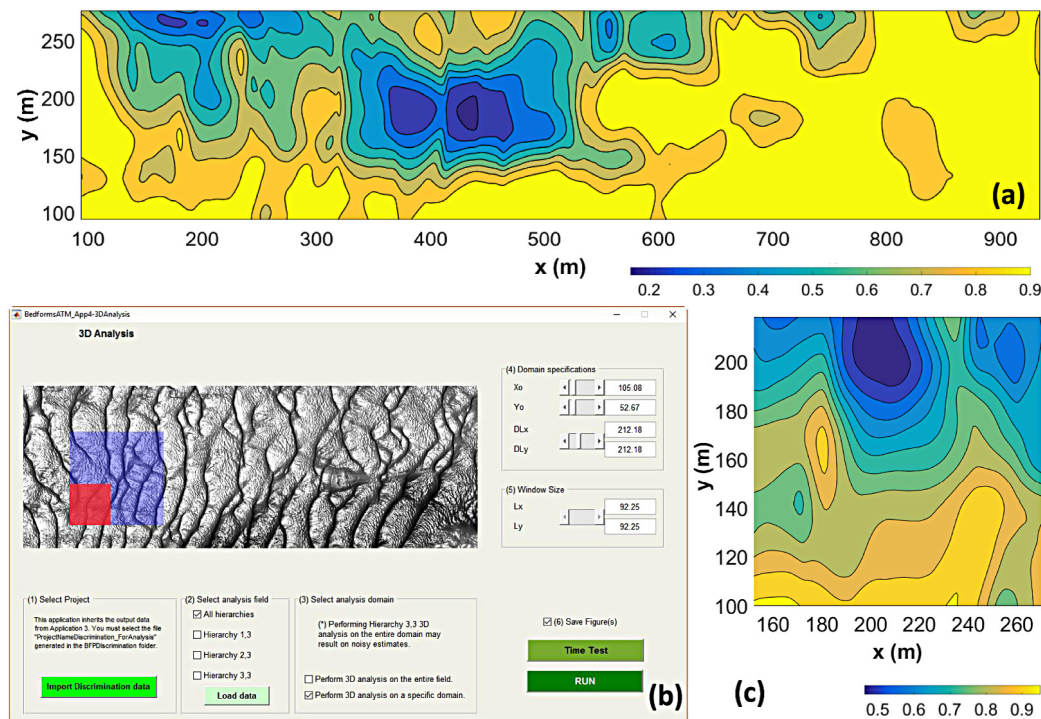 y (m)
250
200
150
100
(a)
100 200 300 400 500 600 700 800 900
x (m)
0.2 0.3 0.4 0.5 0.6 0.7 0.8 0.9
BedformsATM_App4-3DAnalysis
3D Analysis
(4) Domain specifications
Xo 105.08
Yo 52.67
DLx 212.18
DLy 212.18
(5) Window Size
Lx 92.25
Ly 92.25
(1) Select Project
This application inherits the output data
from Application 3. You must select the file
"ProjectNameDiscrimination_ForAnalysis"
generated in the BFPDiscrimination folder.
Import Discrimination data
(2) Select analysis field
All hierarchies
Hierarchy 1,3
Hierarchy 2,3
Hierarchy 3,3
Load data
(3) Select analysis domain
(*) Performing Hierarchy 3,3 3D
analysis on the entire domain may
result on noisy estimates.
Perform 3D analysis on the entire field.
Perform 3D analysis on a specific domain.
(6) Save Figure(s)
Time Test
RUN
(b)
y (m)
200
180
160
140
120
100
160 180 200 220 240 260
x (m)
(c)
0.5 0.6 0.7 0.8 0.9